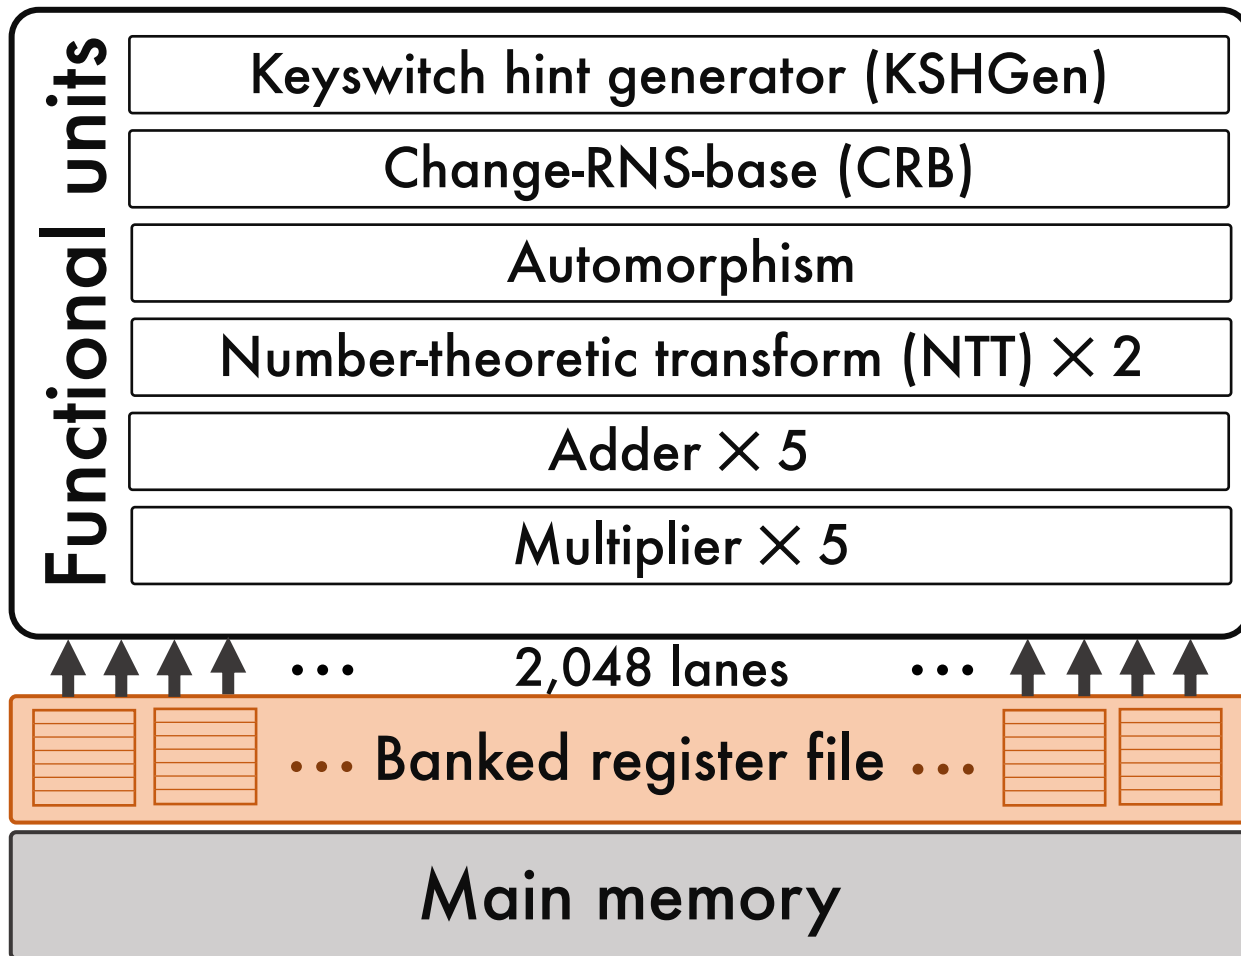 Functional units
Keyswitch hint generator (KSHGen)
Change-RNS-base (CRB)
Automorphism
Number-theoretic transform (NTT) × 2
Adder × 5
Multiplier × 5
... 2,048 lanes ...
... Banked register file ...
Main memory